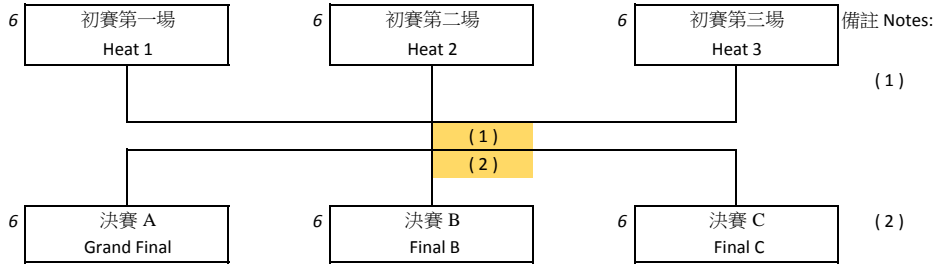 6 初賽第一場 6 初賽第二場 6 初賽第三場 備註 Notes:
Heat 1 Heat 2 Heat 3
( 1 )
( 1 )
( 2 )
6 決賽 A 6 決賽 B 6 決賽 C ( 2 )
Grand Final Final B Final C